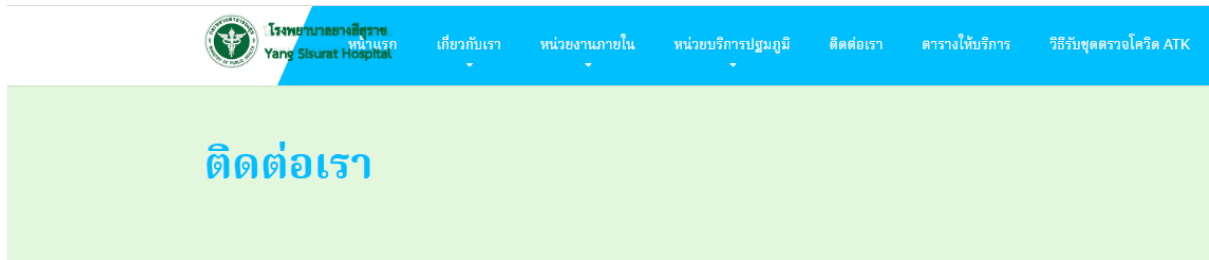 โรงพยาบาลยางสีสุราช
Yang SIsurat Hospital
หน้าแรก
เกี่ยวกับเรา
หน่วยงานภายใน
หน่วยบริการปฐมภูมิ
ติดต่อเรา
ตารางให้บริการ
วิธีรับชุดตรวจโควิด ATK
ติดต่อเรา